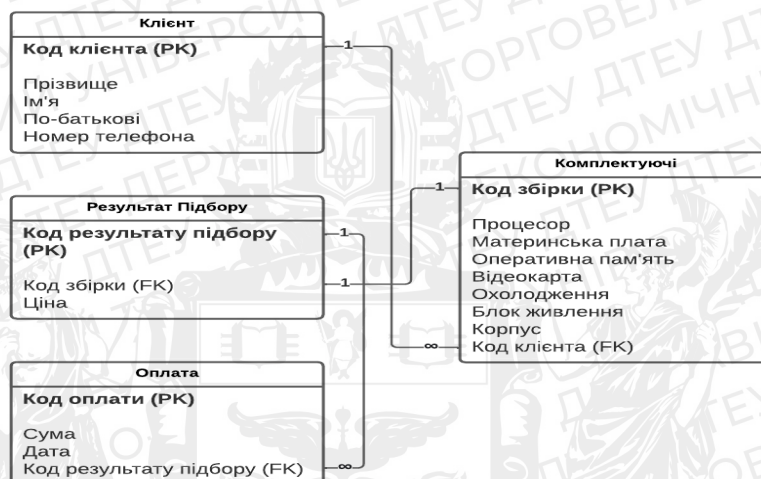 Клієнт
Код клієнта (PK)
Прізвище
Ім'я
По-батькові
Номер телефона
Результат Підбору
Код результату підбору
(PK)
Код збірки (FK)
Ціна
Оплата
Код оплати (PK)
Сума
Дата
Код результату підбору (FK)
1
1
1
∞
1
∞
Комплектуючі
Код збірки (PK)
Процесор
Материнська плата
Оперативна пам'ять
Відеокарта
Охолодження
Блок живлення
Корпус
Код клієнта (FK)
ДТЕУ ДТЕУ